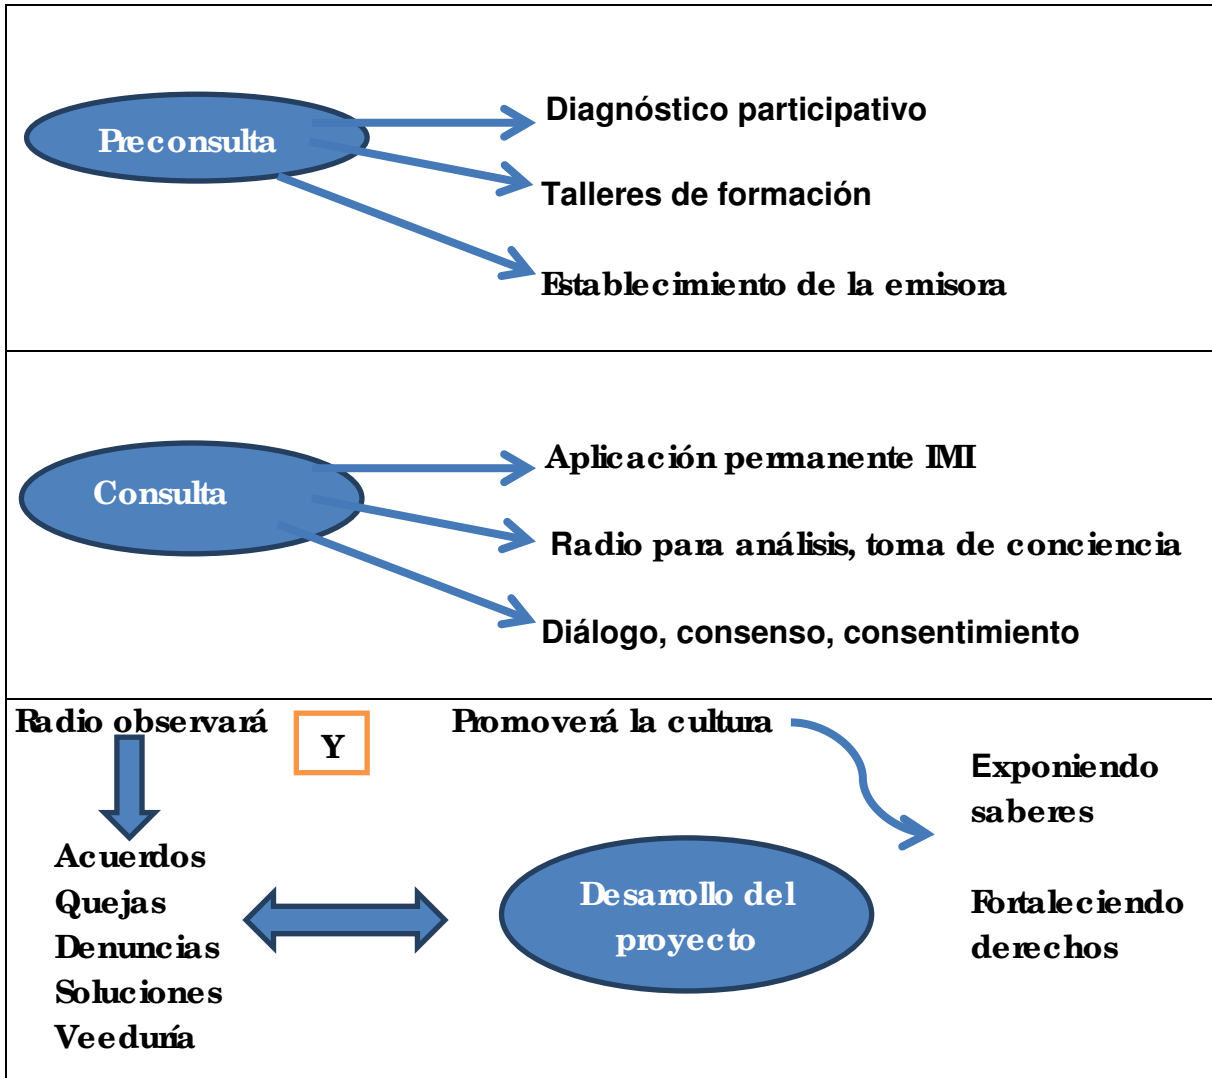 Preconsulta
Diagnóstico participativo
Talleres de formación
Establecimiento de la emisora
Consulta
Aplicación permanente IMI
Radio para análisis, toma de conciencia
Diálogo, consenso, consentimiento
Radio observará
Y
Promoverá la cultura
Exponiendo
saberes
Fortaleciendo
derechos
Acuerdos
Quejas
Denuncias
Soluciones
Veeduría
Desarrollo del
proyecto